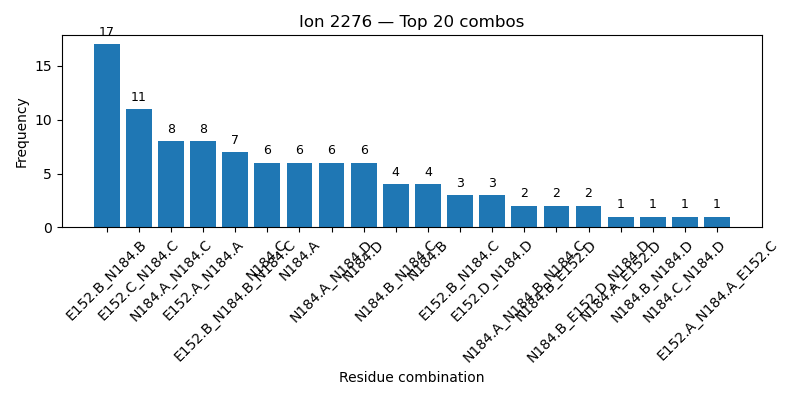 Ion 2276 — Top 20 combos
Frequency
15
10
5
0
17
11
8
8
7
6
6
6
6
4
4
3
3
2
2
2
1
1
1
1
E152.B_N184.B
E152.C_N184.C
N184.A_N184.C
E152.A_N184.A
E152.B_N184.B_N184.C
N184.C
N184.A
N184.A_N184.D
N184.D
N184.B_N184.C
N184.B
E152.B_N184.C
E152.D_N184.D
N184.A_N184.B_N184.C
N184.B_E152.D
N184.B_E152.D_N184.D
N184.A_E152.D
N184.B_N184.D
N184.C_N184.D
E152.A_N184.A_E152.C
Residue combination